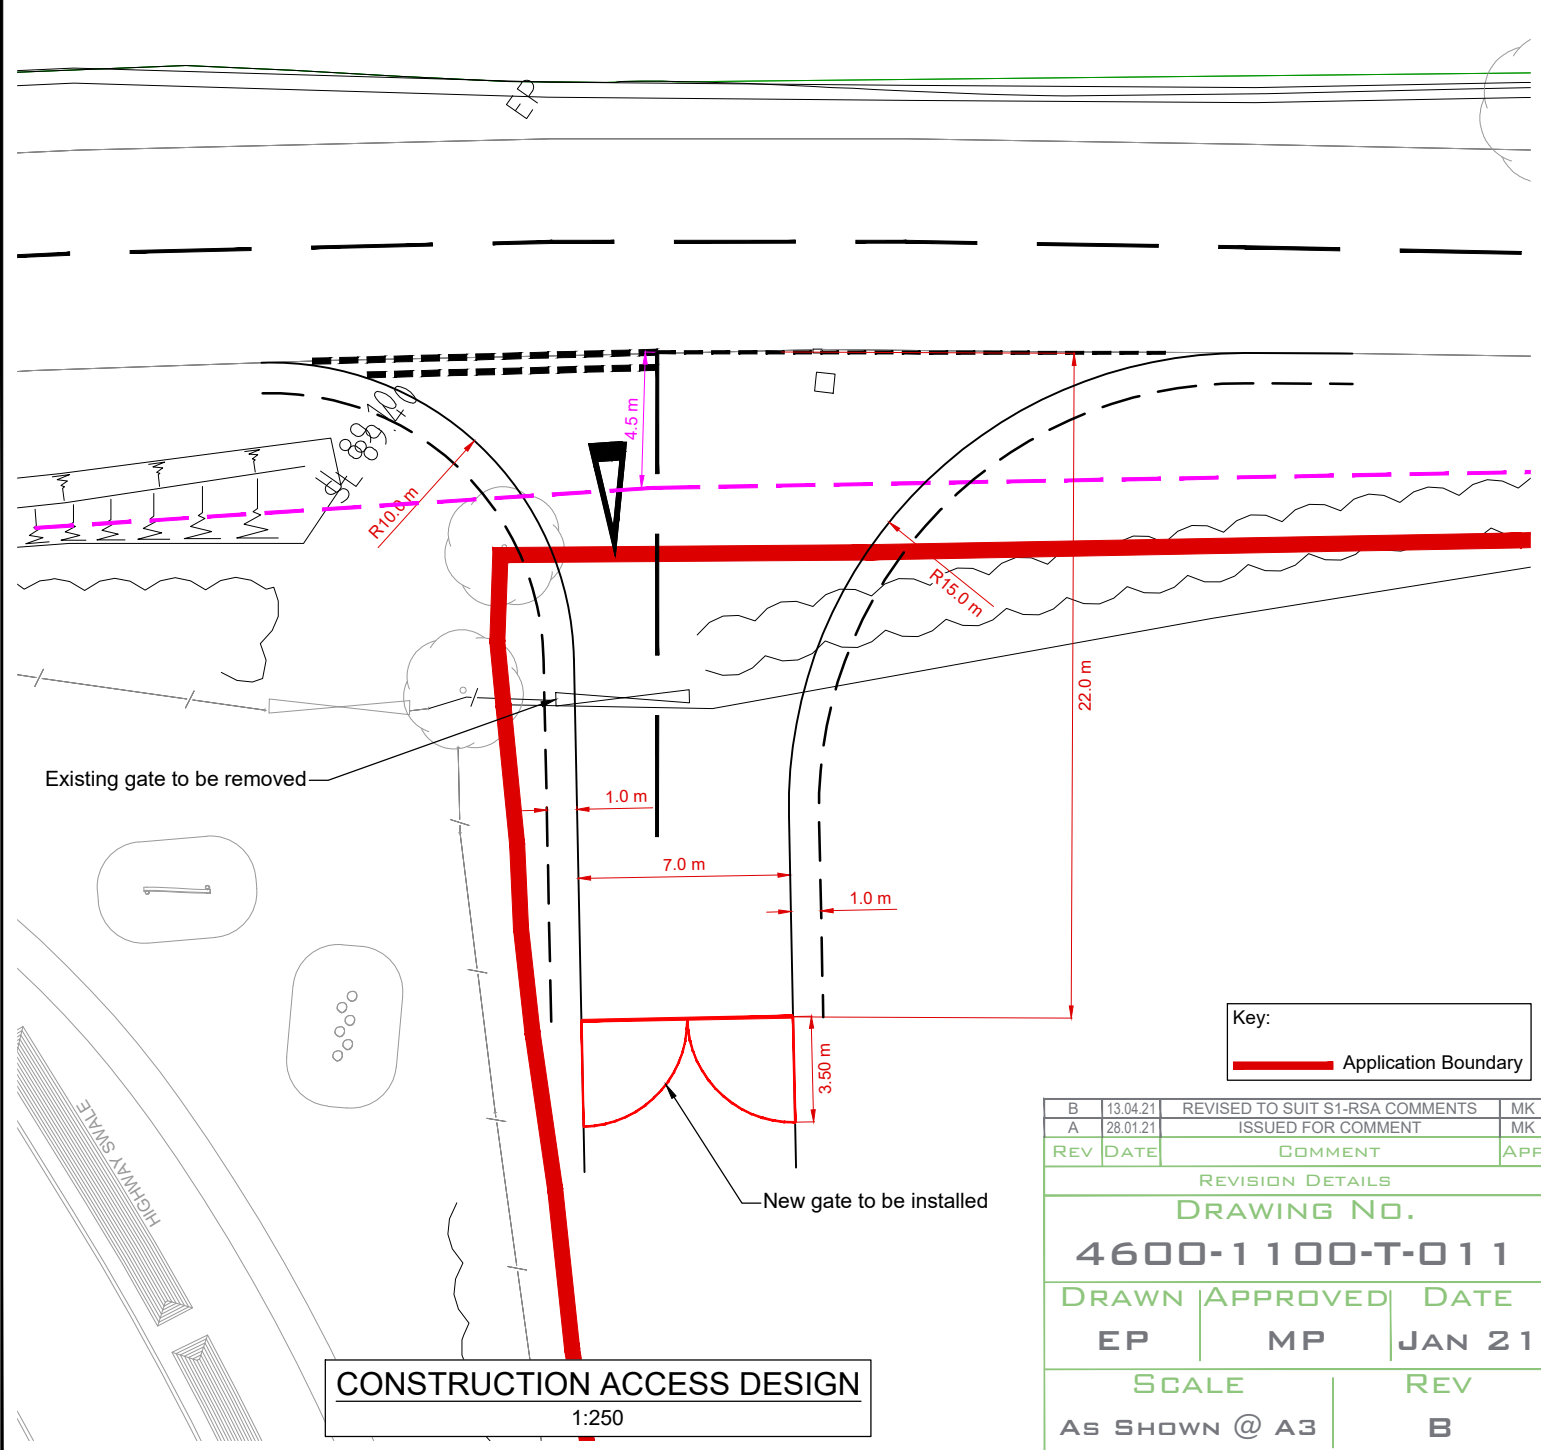 EP
SL 89.100
4.5 m
R10.0 m
R15.0 m
22.0 m
Existing gate to be removed
1.0 m
7.0 m
1.0 m
3.50 m
New gate to be installed
HIGHWAY SWALE
Key:
Application Boundary
B 13.04.21 REVISED TO SUIT S1-RSA COMMENTS MK
A 28.01.21 ISSUED FOR COMMENT MK
REV DATE COMMENT APP
REVISION DETAILS
DRAWING NO.
4600-1100-T-011
DRAWN APPROVED DATE
EP MP JAN 21
SCALE REV
AS SHOWN @ A3 B
CONSTRUCTION ACCESS DESIGN
1:250